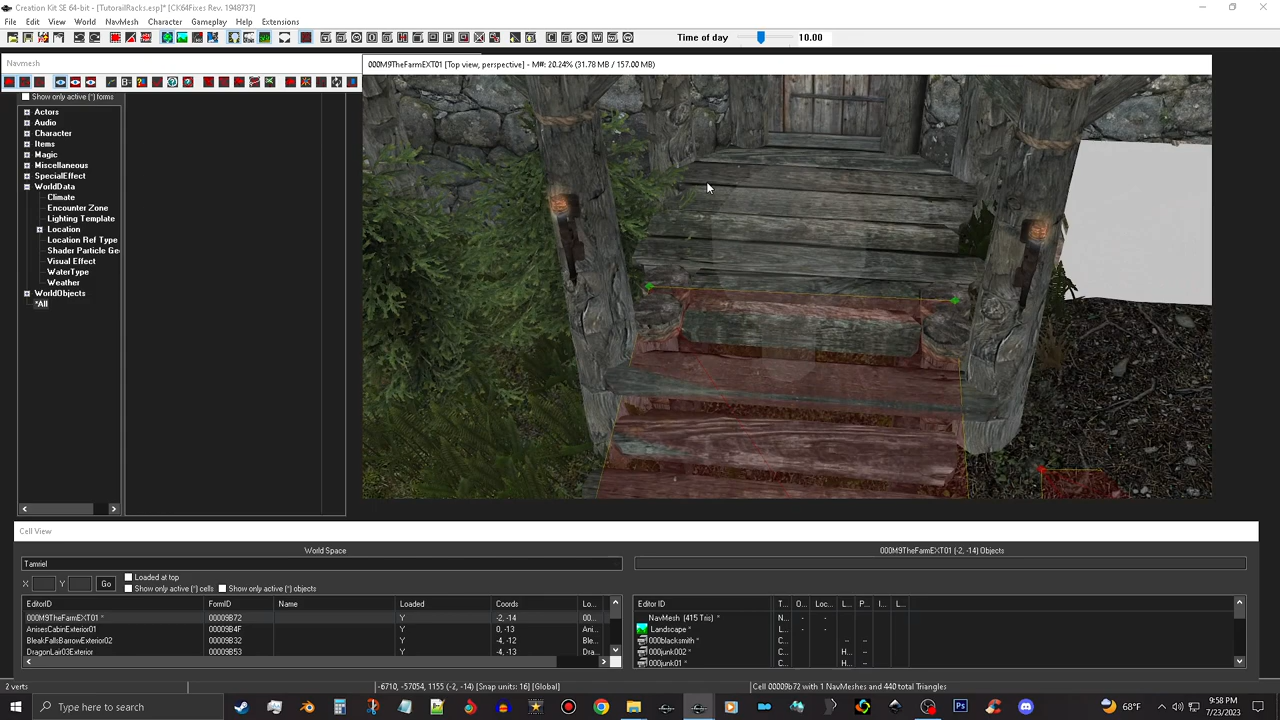 Creation Kit SE 64-bit - [TutorailRacks.esp]* [CK64Fixes Rev. 1948737]
File Edit View World NavMesh Character Gameplay Help Extensions
Time of day 10.00
Navmesh
000M9TheFarmEXT01 [Top view, perspective] - M#: 20.24% (31.78 MB / 157.00 MB)
Show only active (*) forms
Actors
Audio
Character
Items
Magic
Miscellaneous
SpecialEffect
WorldData
Climate
Encounter Zone
Lighting Template
Location
Location Ref Type
Shader Particle Ge
Visual Effect
WaterType
Weather
WorldObjects
*All
Cell View
World Space
000M9TheFarmEXT01 (-2, -14) Objects
Tamriel
X Y Go
Loaded at top
Show only active (*) cells
Show only active (*) objects
EditorID FormID Name Loaded Coords Lo...
000M9TheFarmEXT01 * 00009B72 Y -2, -14 00...
AnisesCabinExterior01 00009B4F Y 0, -13 Ani...
BleakFallsBarrowExterior02 00009B32 Y -4, -12 Ble...
DragonLair03Exterior 00009B53 Y -4, -13 Dra...
Editor ID T... O... Loc... L... P... I... L...
NavMesh (415 Tris) * N... - -
Landscape * L... - -
000blacksmith * C... -- --
000junk002 * C... H... --
000junk01 * C... H... --
2 verts
-6710, -57054, 1155 (-2, -14) [Snap units: 16] [Global]
Cell 00009b72 with 1 NavMeshes and 440 total Triangles
Type here to search
68°F
9:58 PM
7/23/2023